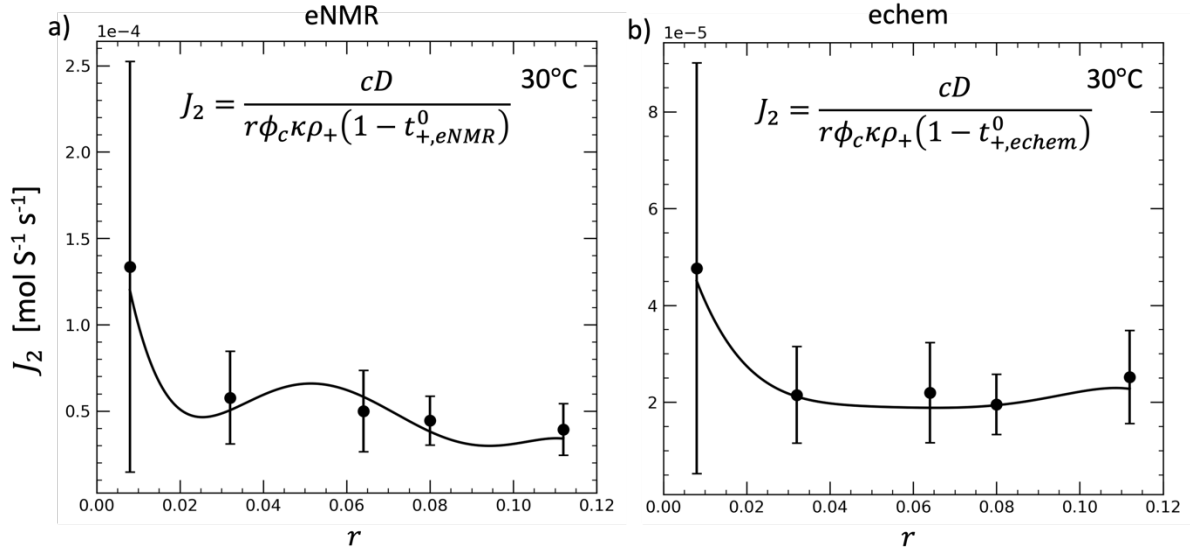 a) eNMR
1e−4
30°C
J₂ = cD / rϕ_cκρ₊(1 − t⁰₊,eNMR)
2.5
2.0
1.5
1.0
0.5
0.00 0.02 0.04 0.06 0.08 0.10 0.12
r
J₂ [mol S⁻¹ s⁻¹]
b) echem
1e−5
30°C
J₂ = cD / rϕ_cκρ₊(1 − t⁰₊,echem)
8
6
4
2
0
0.00 0.02 0.04 0.06 0.08 0.10 0.12
r